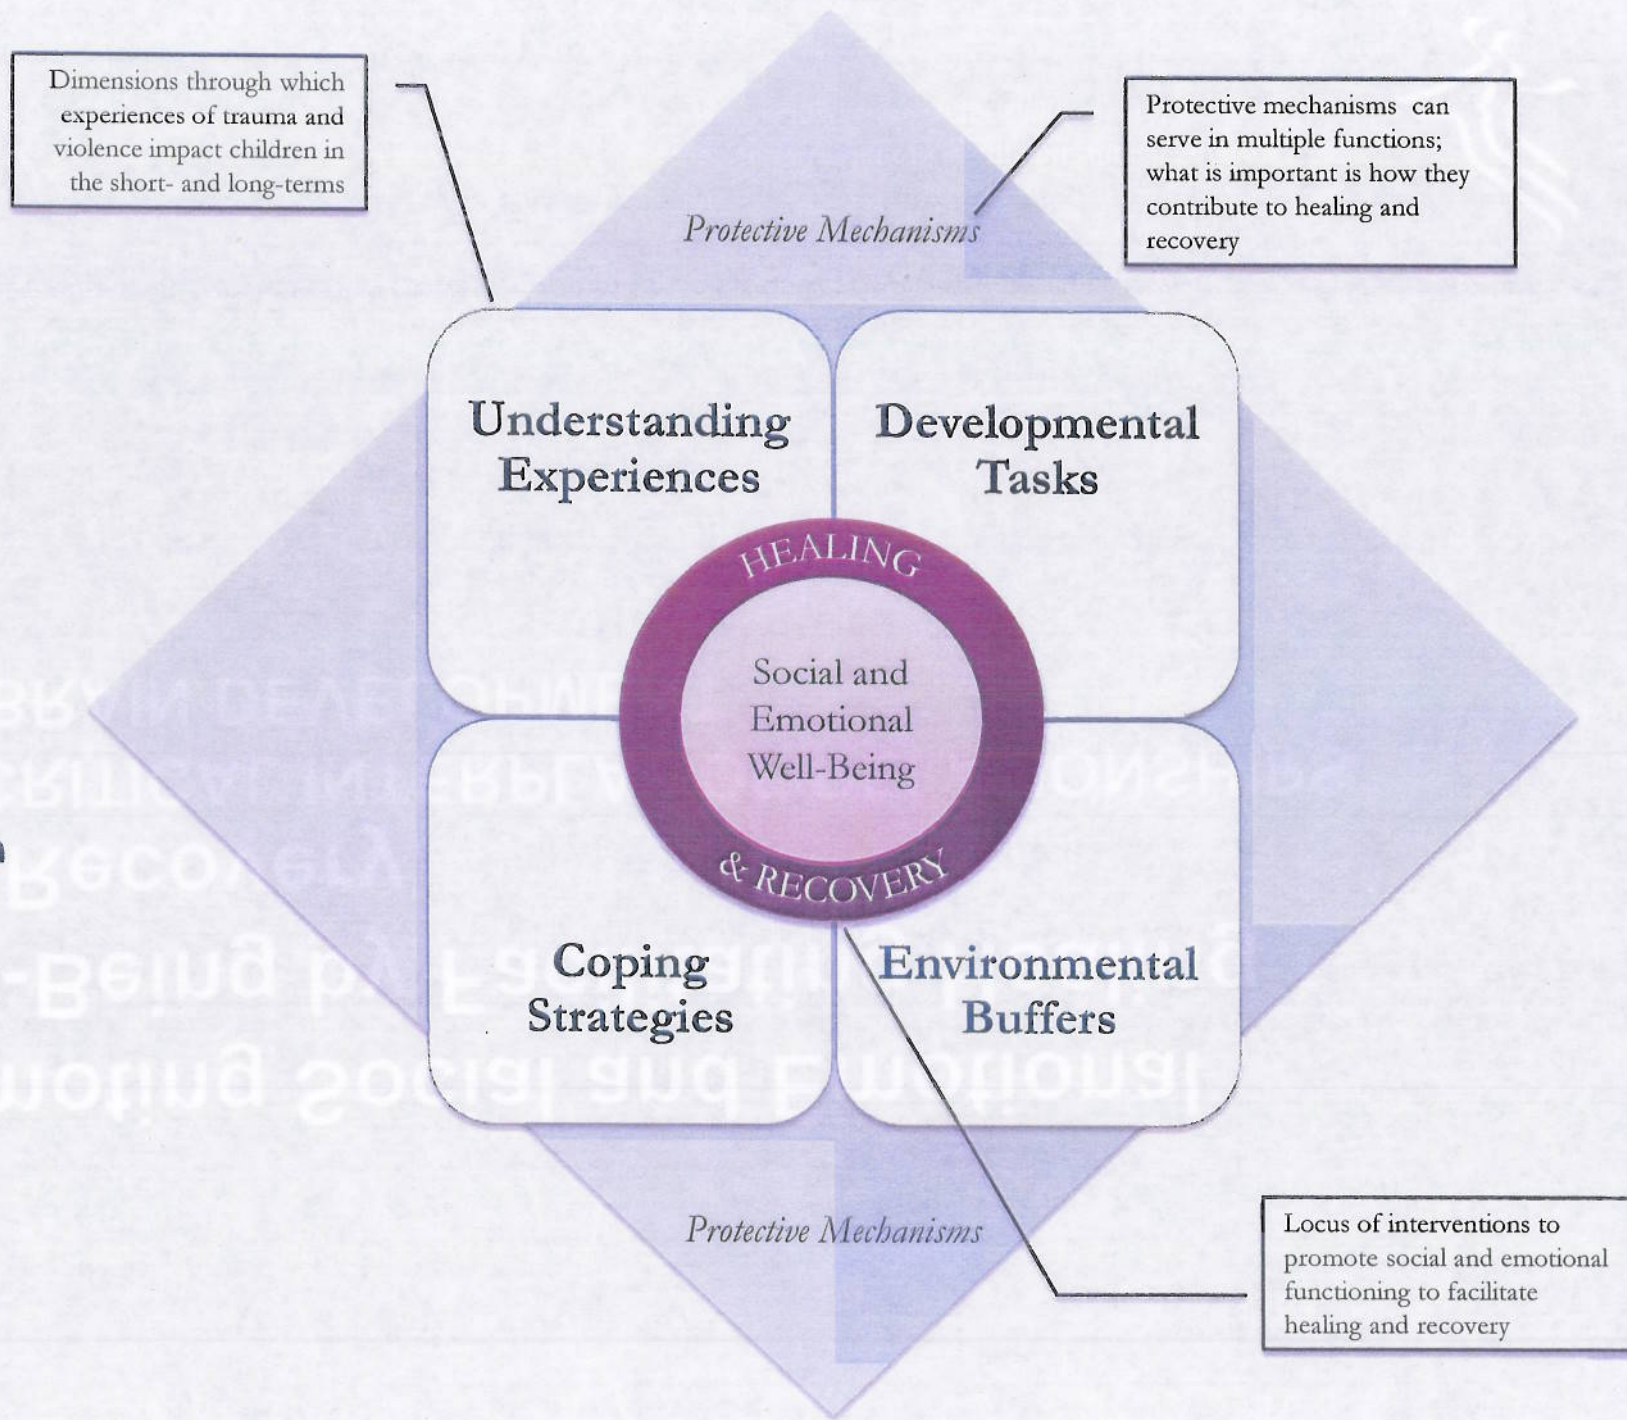 Dimensions through which
experiences of trauma and
violence impact children in
the short- and long-terms
Protective mechanisms can
serve in multiple functions;
what is important is how they
contribute to healing and
recovery
Protective Mechanisms
Understanding
Experiences
Developmental
Tasks
HEALING
Social and
Emotional
Well-Being
& RECOVERY
Coping
Strategies
Environmental
Buffers
Protective Mechanisms
Locus of interventions to
promote social and emotional
functioning to facilitate
healing and recovery